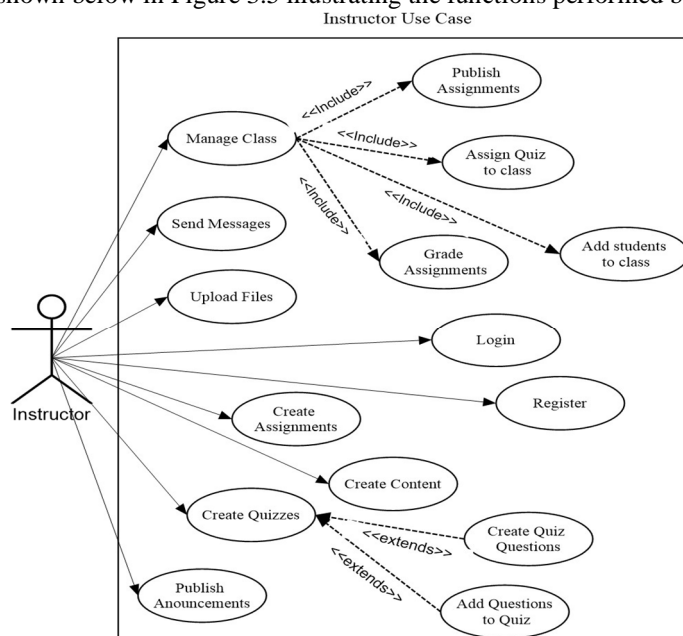 shown below in Figure 3.3 illustrating the functions performed b
Instructor Use Case
Publish
Assignments
<<Include>>
Manage Class
<<Include>>
Assign Quiz
to class
<<Include>>
<<Include>>
Send Messages
Grade
Assignments
Add students
to class
Upload Files
Login
Instructor
Register
Create
Assignments
Create Content
Create Quizzes
<<extends>>
Create Quiz
Questions
<<extends>>
Publish
Anouncements
Add Questions
to Quiz